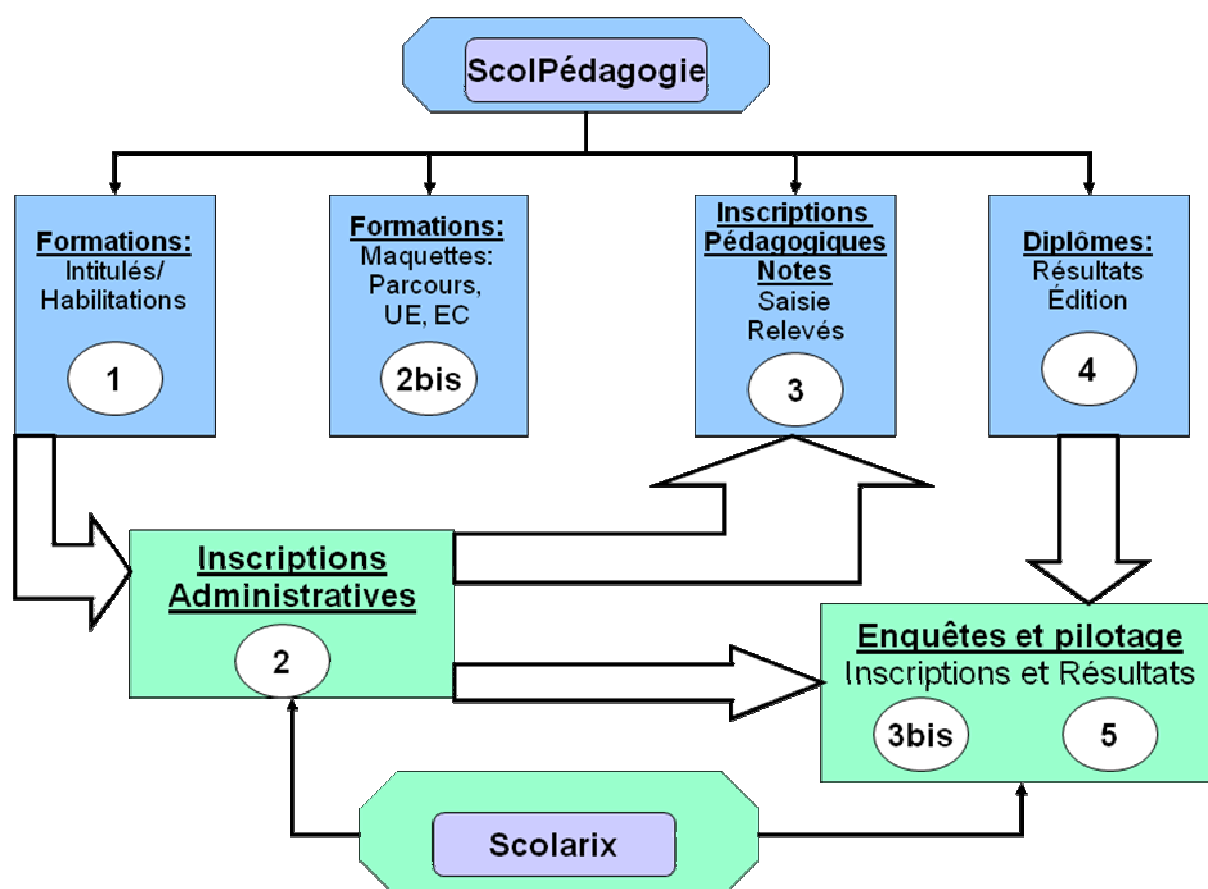 ScolPédagogie
Formations:
Intitulés/
Habilitations
1
Formations:
Maquettes:
Parcours,
UE, EC
2bis
Inscriptions
Pédagogiques
Notes
Saisie
Relevés
3
Diplômes:
Résultats
Édition
4
Inscriptions
Administratives
2
Enquêtes et pilotage
Inscriptions et Résultats
3bis
5
Scolarix